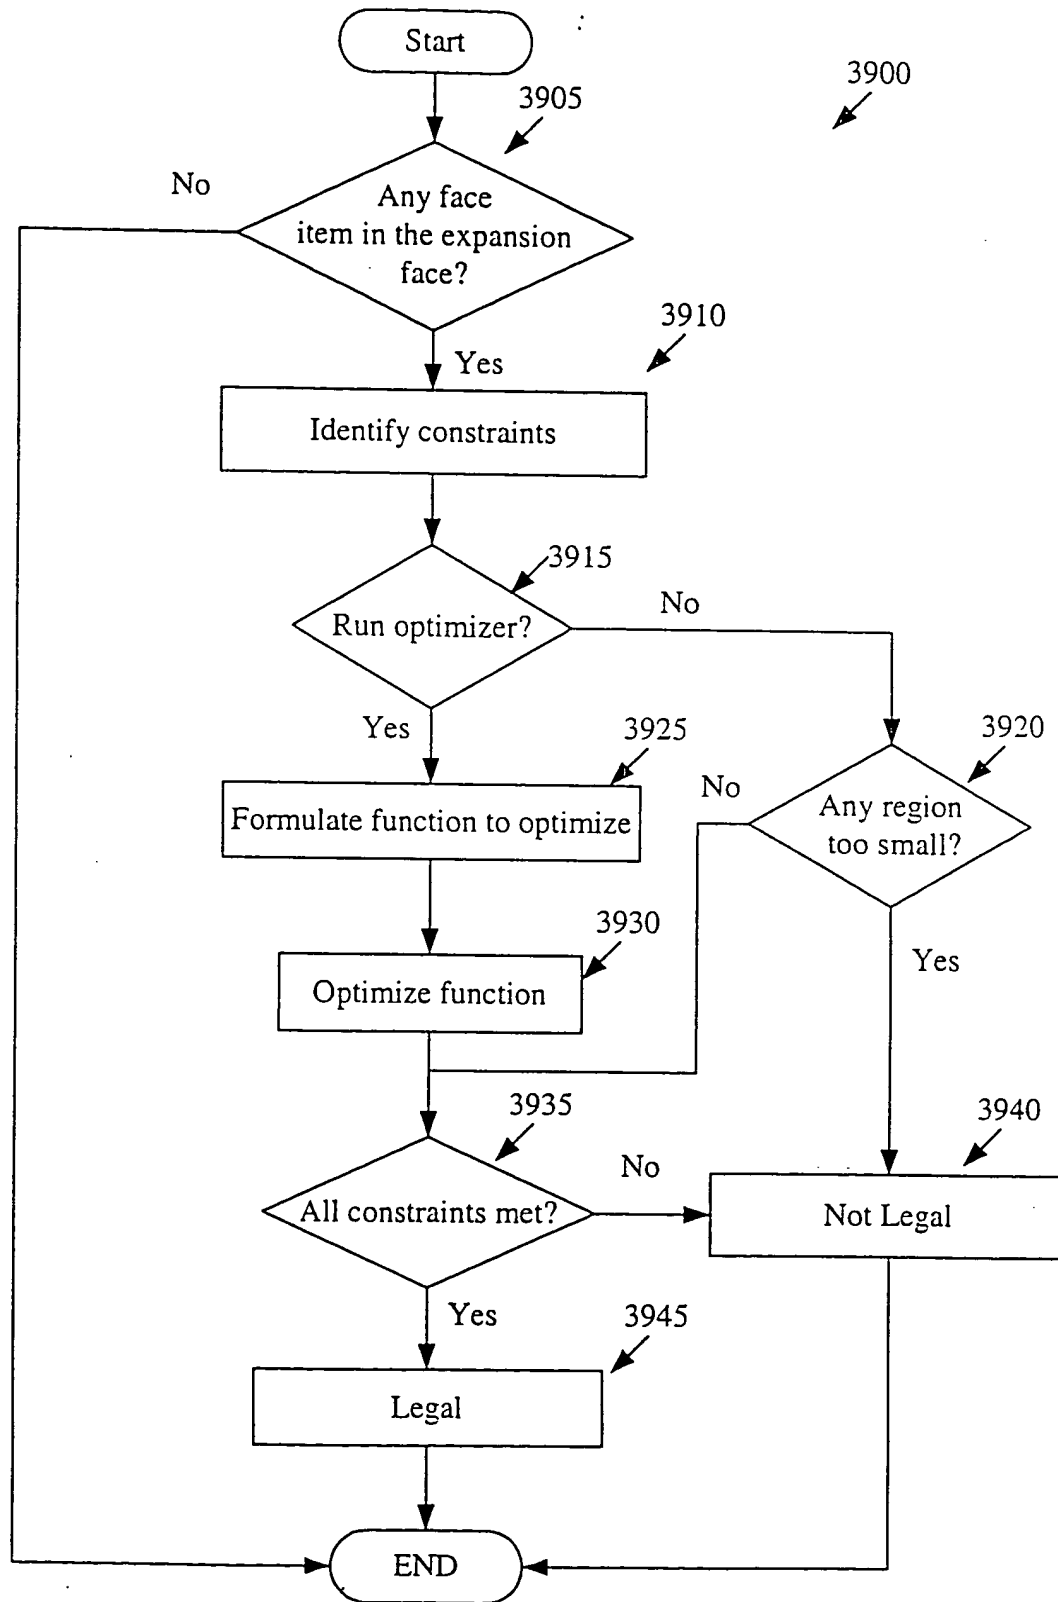 Start
3900
3905
No
Any face
item in the expansion
face?
3910
Yes
Identify constraints
3915
No
Run optimizer?
Yes
3925
3920
No
Any region
too small?
Formulate function to optimize
3930
Yes
Optimize function
3935
3940
No
All constraints met?
Not Legal
Yes
3945
Legal
END